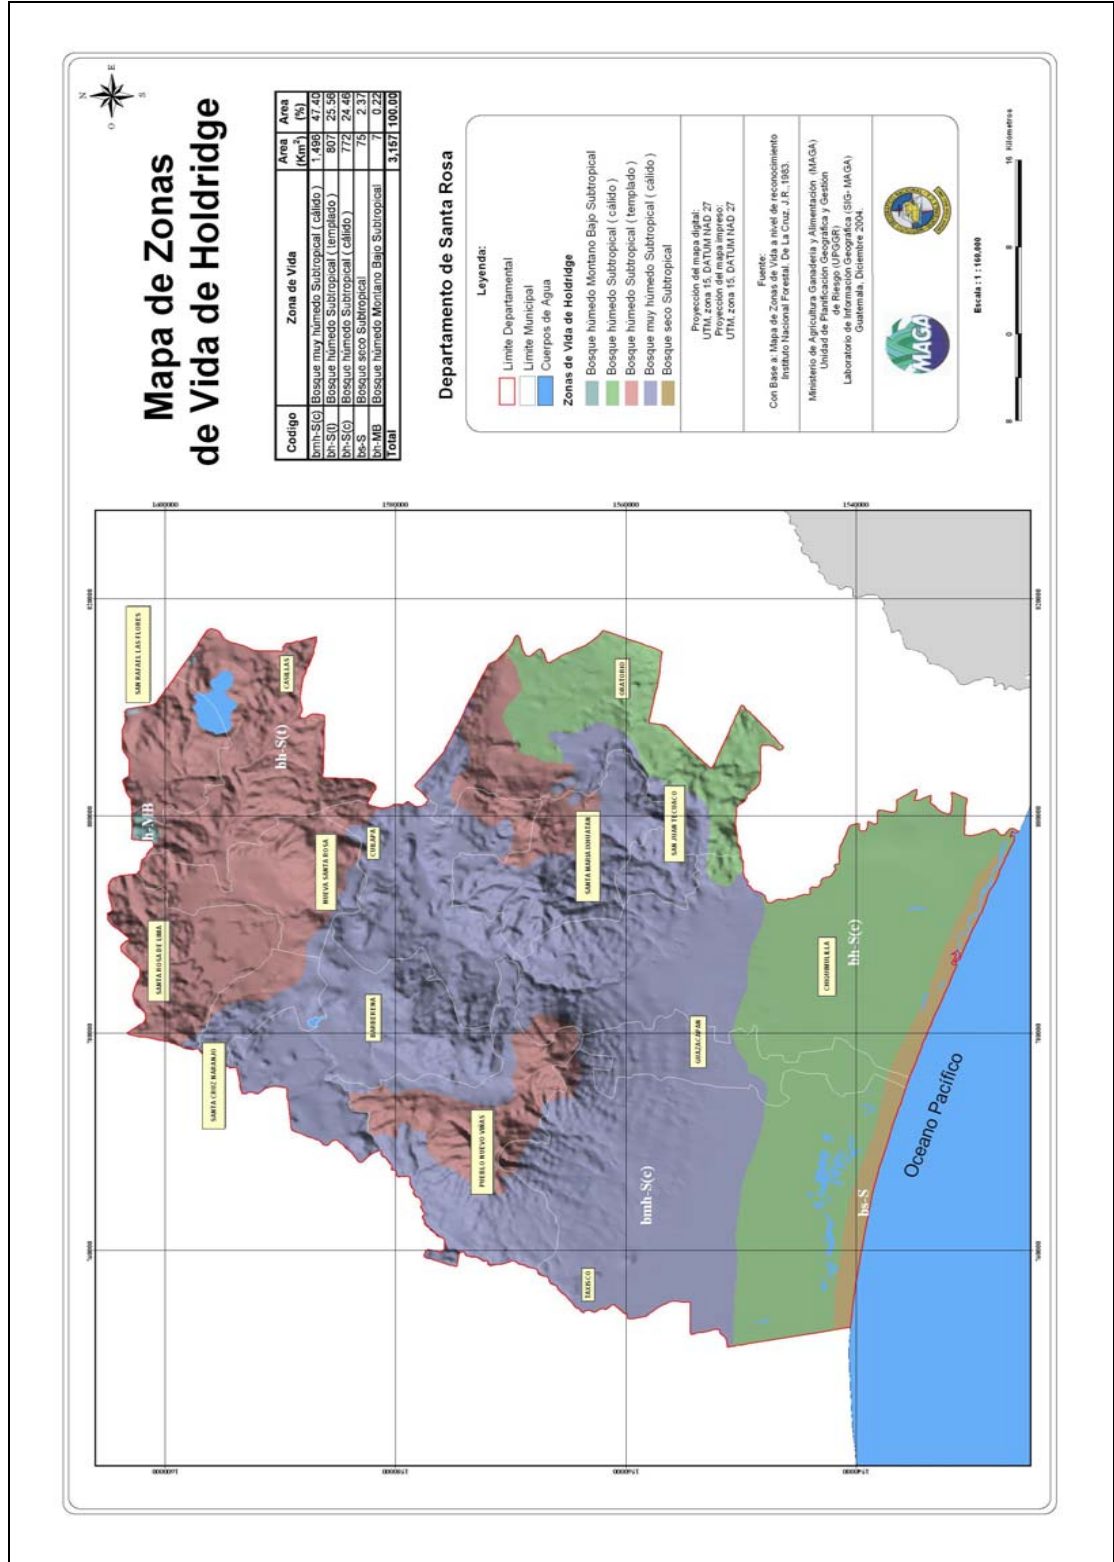 Mapa de Zonas
de Vida de Holdridge
N
E
S
O
Codigo Zona de Vida Area (Km²) Area (%)
bmh-S(c) Bosque muy húmedo Subtropical ( cálido ) 1,496 47.40
bh-S(t) Bosque húmedo Subtropical ( templado ) 807 25.56
bh-S(c) Bosque húmedo Subtropical ( cálido ) 772 24.46
bs-S Bosque seco Subtropical 75 2.37
bh-MB Bosque húmedo Montano Bajo Subtropical 7 0.22
Total 3,157 100.00
Departamento de Santa Rosa
Leyenda:
Limite Departamental
Limite Municipal
Cuerpos de Agua
Zonas de Vida de Holdridge
Bosque húmedo Montano Bajo Subtropical
Bosque húmedo Subtropical ( cálido )
Bosque húmedo Subtropical ( templado )
Bosque muy húmedo Subtropical ( cálido )
Bosque seco Subtropical
Proyección del mapa digital:
UTM, zona 15, DATUM NAD 27
Proyección del mapa impreso:
UTM, zona 15, DATUM NAD 27
Fuente:
Con Base a: Mapa de Zonas de Vida a nivel de reconocimiento
Instituto Nacional Forestal. De La Cruz, J.R.,1983.
Ministerio de Agricultura Ganadería y Alimentación (MAGA)
Unidad de Planificación Geográfica y Gestión
de Riesgo (UPGGR)
Laboratorio de Información Geográfica (SIG- MAGA)
Guatemala, Diciembre 2004.
MAGA
Escala : 1 : 160,000
8 0 8 16 Kilometros
SAN RAFAEL LAS FLORES
CASILLAS
bh-S(t)
h-MB
SANTA ROSA DE LIMA
NUEVA SANTA ROSA
CUILAPA
SANTA CRUZ NARANJO
BARBERENA
ORATORIO
SANTA MARIA IXHUATAN
SAN JUAN TECUACO
PUEBLO NUEVO VIÑAS
GUAZACAPAN
CHIQUIMULILLA
TAXISCO
bmh-S(c)
bh-S(c)
bs-S
Oceano Pacífico